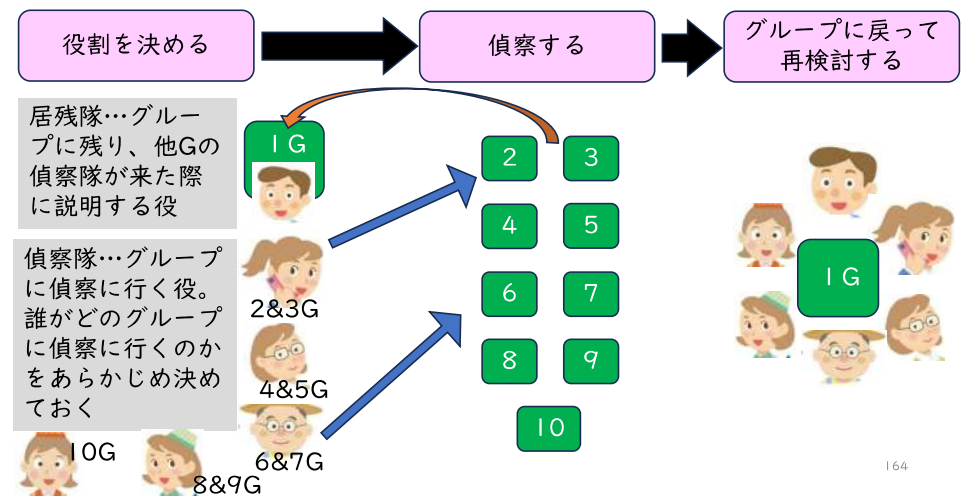 役割を決める
偵察する
グループに戻って
再検討する
居残隊…グルー
プに残り、他Gの
偵察隊が来た際
に説明する役
偵察隊…グループ
に偵察に行く役。
誰がどのグループ
に偵察に行くのか
をあらかじめ決め
ておく
1G
2&3G
4&5G
6&7G
8&9G
10G
2
3
4
5
6
7
8
9
10
1G
164